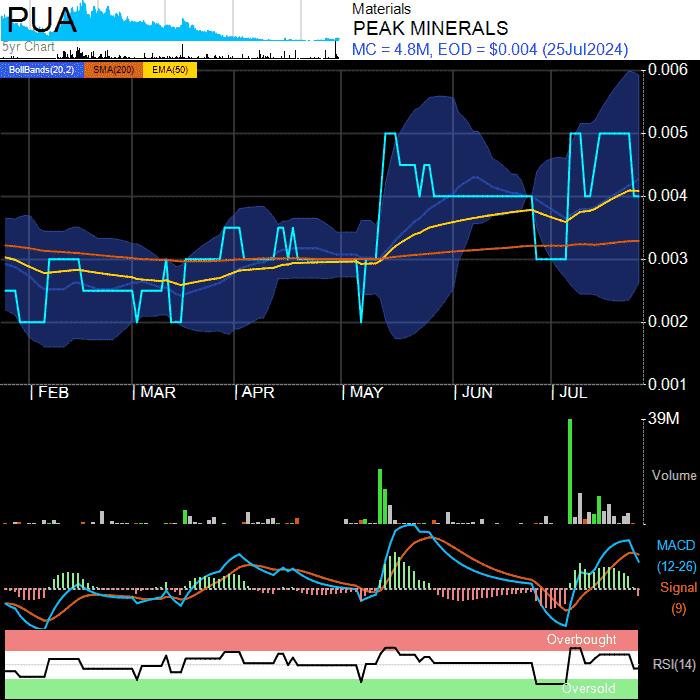 PUA
5yr Chart
Materials
PEAK MINERALS
MC = 4.8M, EOD = $0.004 (25Jul2024)
BollBands(20,2) SMA(200) EMA(50)
0.006
0.005
0.004
0.003
0.002
0.001
FEB MAR APR MAY JUN JUL
39M
Volume
MACD
(12-26)
Signal
(9)
Overbought
RSI(14)
Oversold